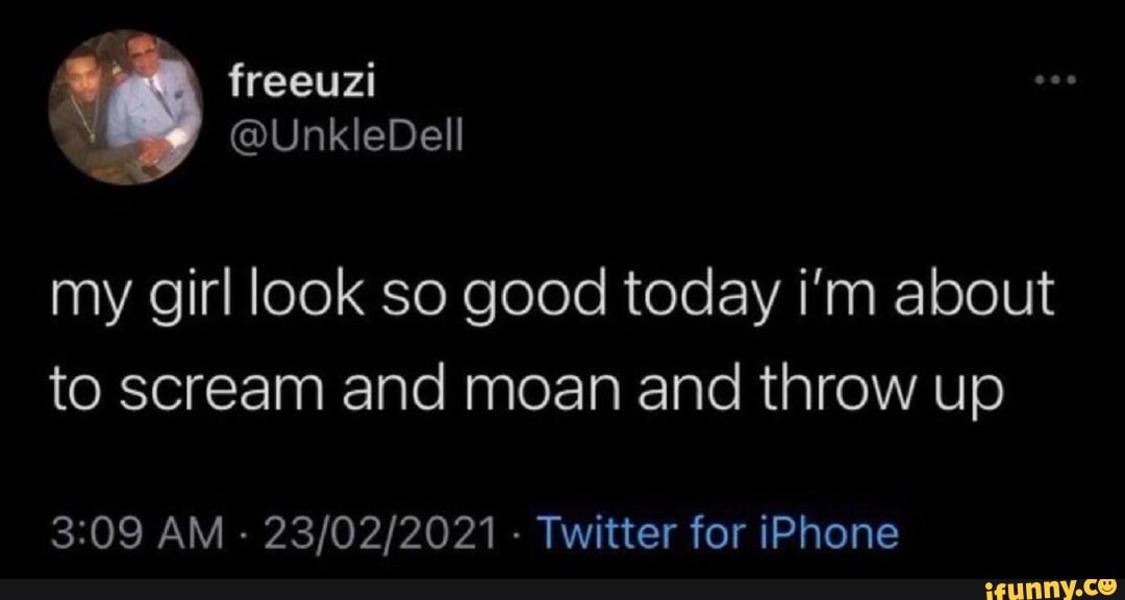 freeuzi
@UnkleDell
my girl look so good today i'm about
to scream and moan and throw up
3:09 AM · 23/02/2021 · Twitter for iPhone
ifunny.co